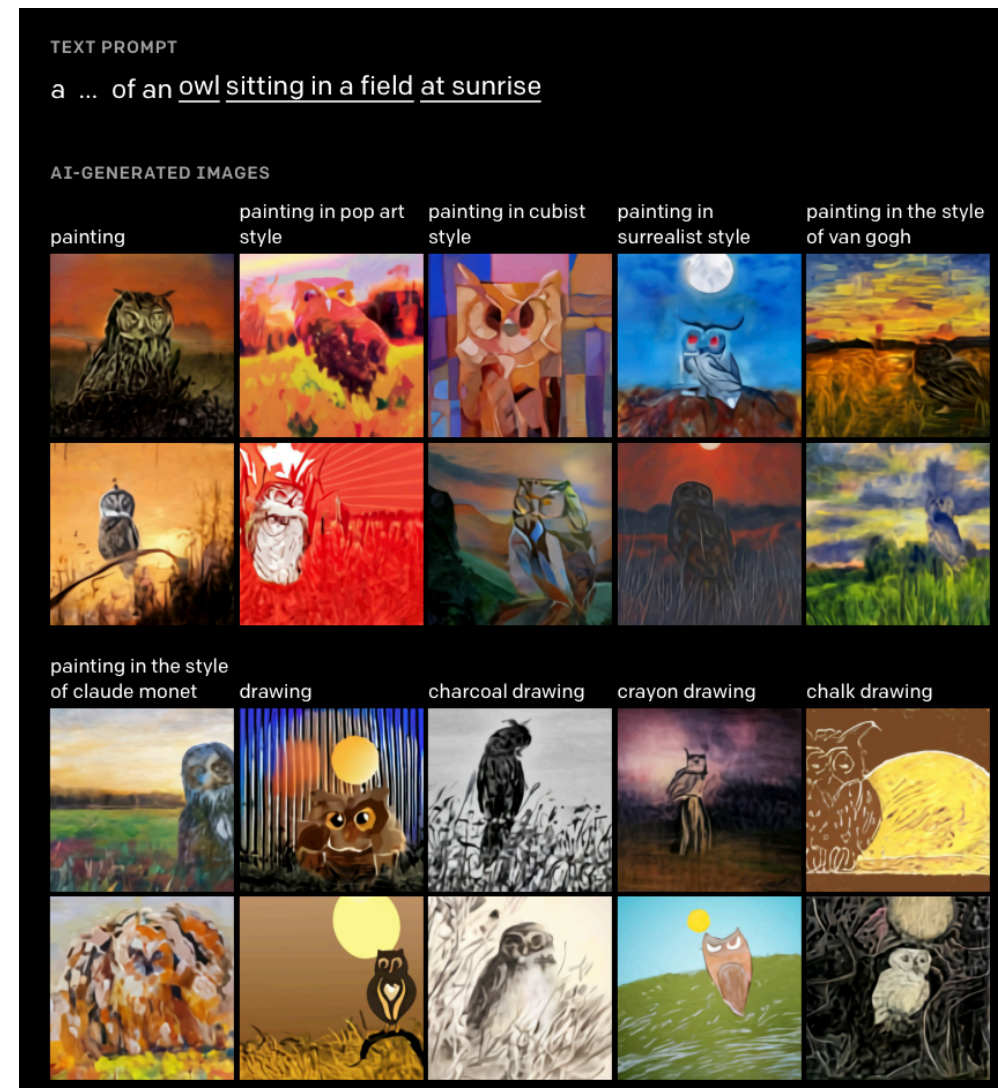 TEXT PROMPT
a ... of an owl sitting in a field at sunrise
AI-GENERATED IMAGES
painting
painting in pop art
style
painting in cubist
style
painting in
surrealist style
painting in the style
of van gogh
painting in the style
of claude monet
drawing
charcoal drawing
crayon drawing
chalk drawing